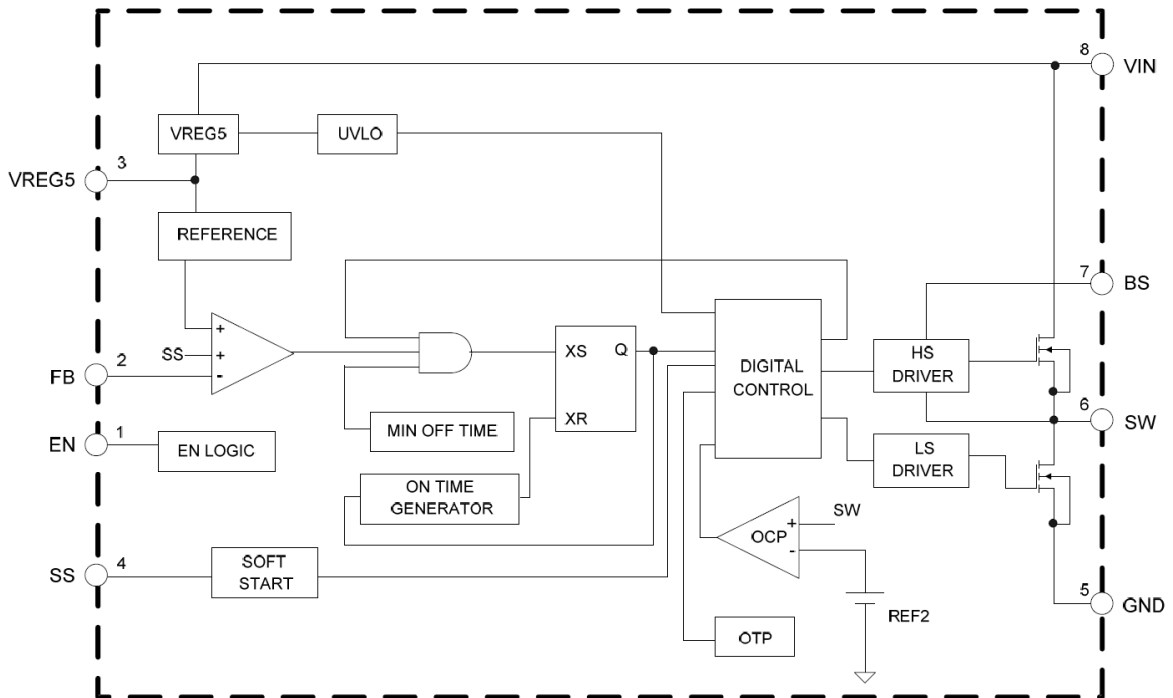 8
VIN
VREG5
UVLO
3
VREG5
REFERENCE
7
BS
+
SS
+
-
2
FB
XS
Q
XR
DIGITAL
CONTROL
HS
DRIVER
6
SW
1
EN
EN LOGIC
MIN OFF TIME
LS
DRIVER
ON TIME
GENERATOR
OCP
+
-
SW
4
SS
SOFT
START
REF2
5
GND
OTP